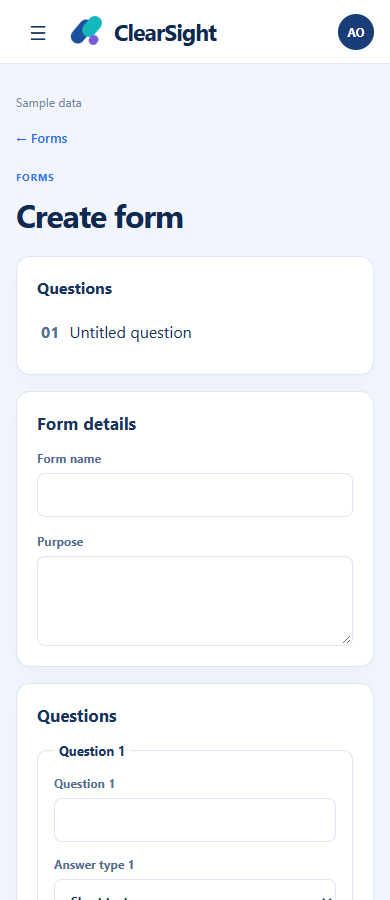 ☰ ClearSight AO
Sample data
← Forms
FORMS
Create form
Questions
01 Untitled question
Form details
Form name
Purpose
Questions
Question 1
Question 1
Answer type 1